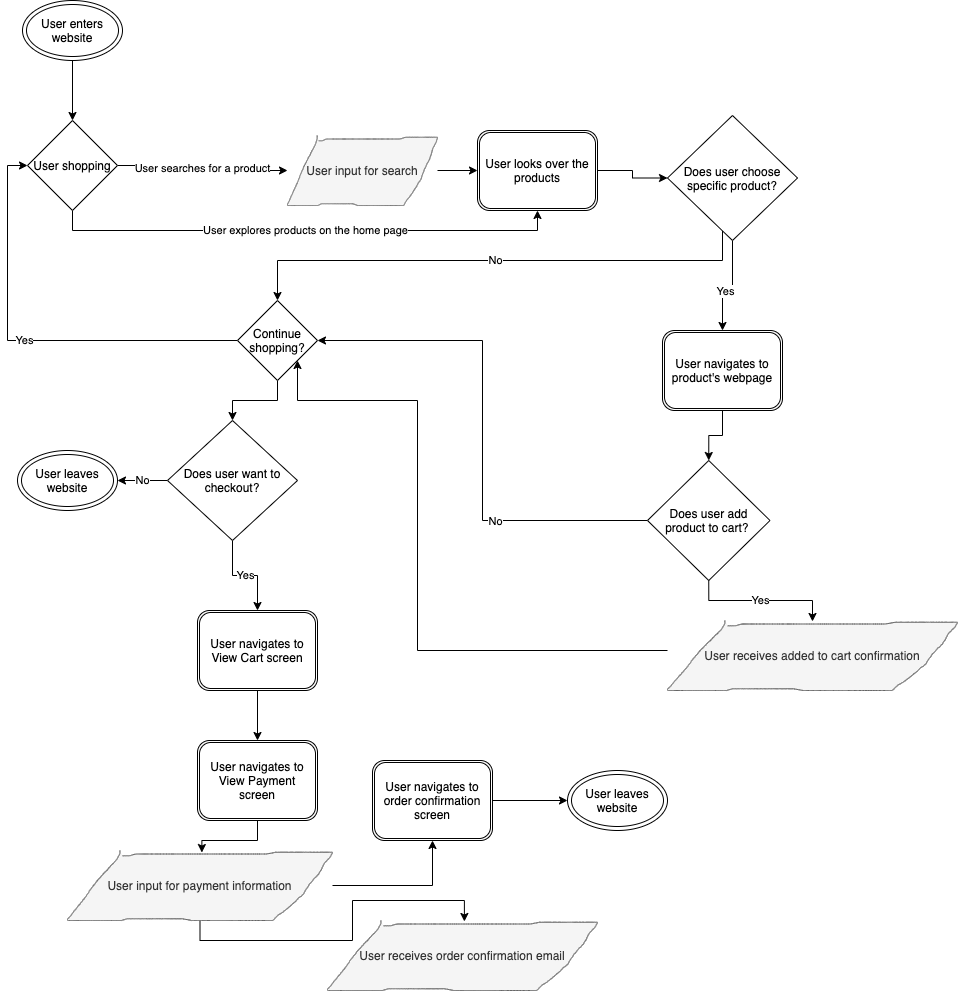 User enters
website
User shopping
User searches for a product
User input for search
User looks over the
products
Does user choose
specific product?
User explores products on the home page
No
Yes
Continue
shopping?
Yes
User navigates to
product's webpage
Does user want to
checkout?
No
User leaves
website
Does user add
product to cart?
No
Yes
Yes
User navigates to
View Cart screen
User receives added to cart confirmation
User navigates to
View Payment
screen
User navigates to
order confirmation
screen
User leaves
website
User input for payment information
User receives order confirmation email